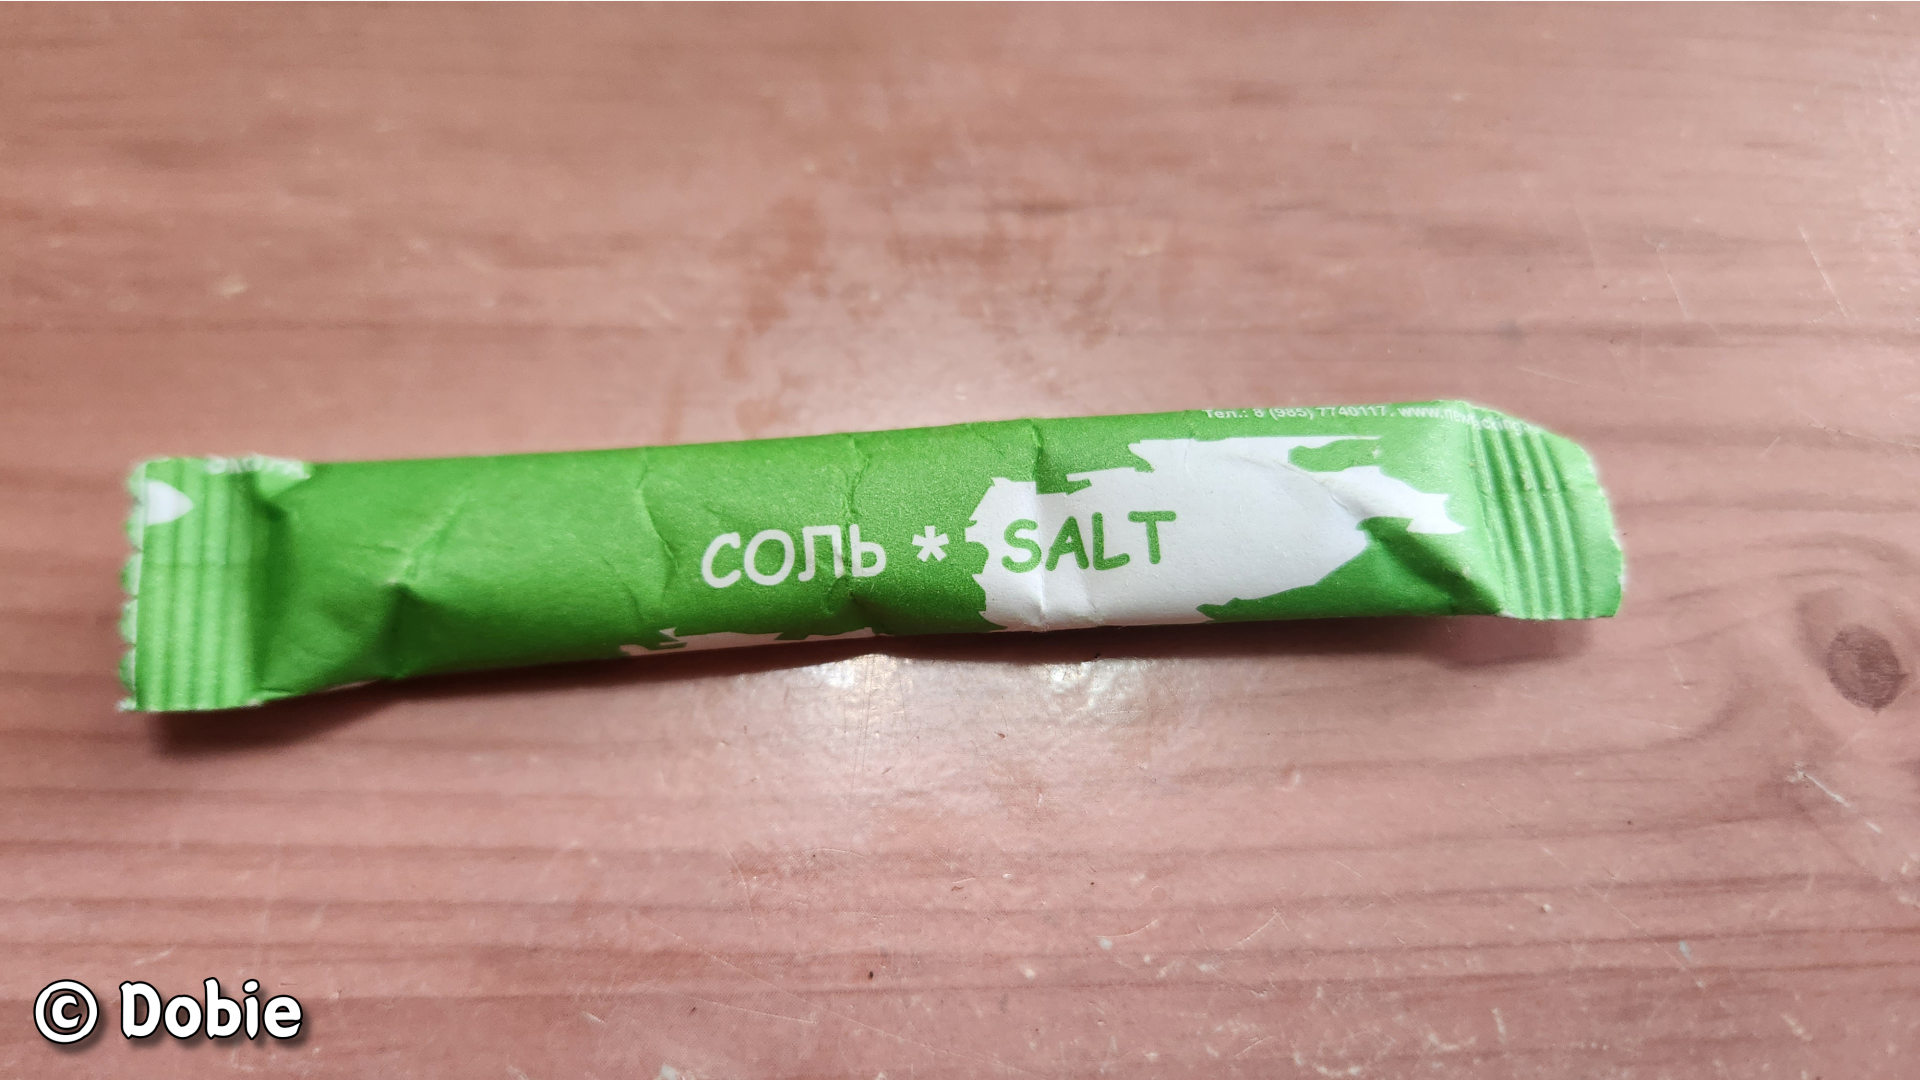 Тел.: 8 (985) 7740117, www.
СОЛЬ * SALT
© Dobie